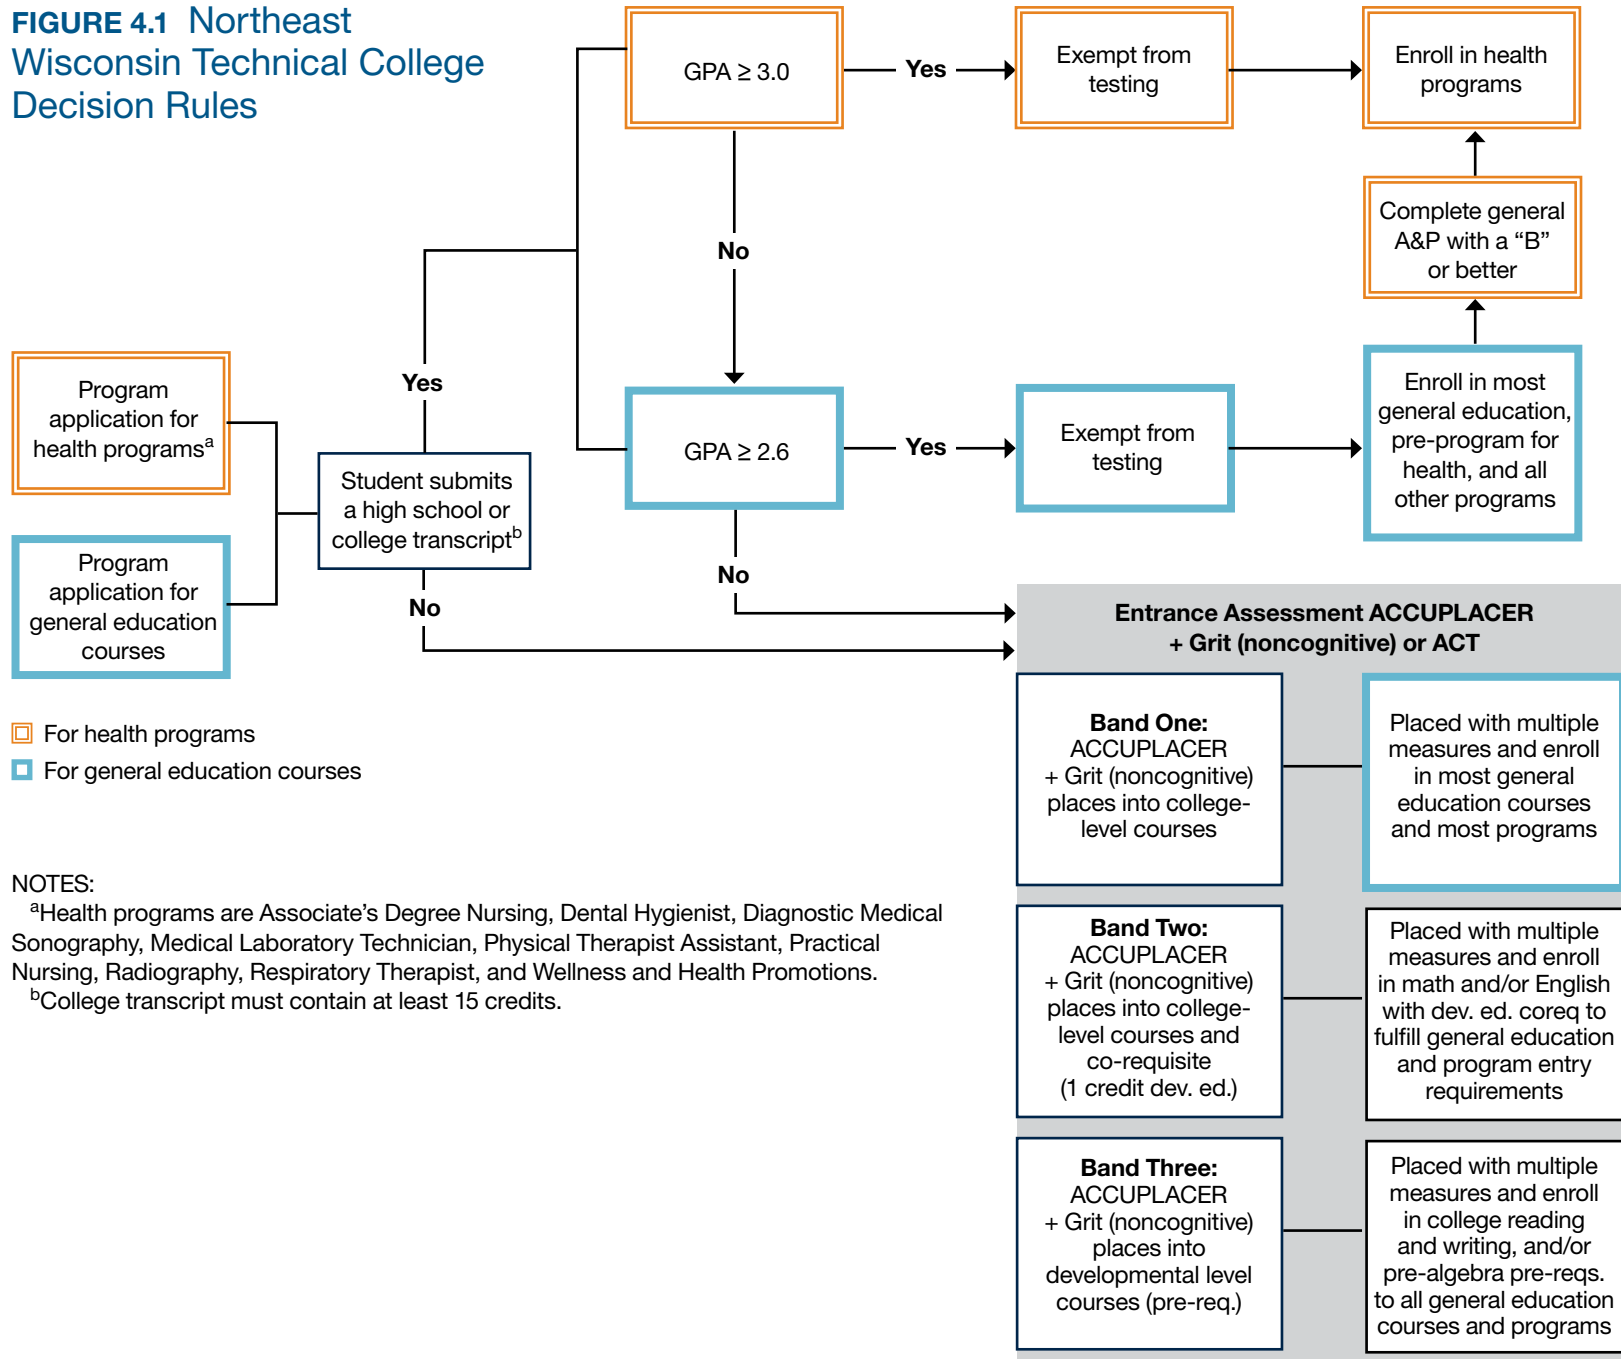 FIGURE 4.1 Northeast
Wisconsin Technical College
Decision Rules
GPA ≥ 3.0
Yes
Exempt from
testing
Enroll in health
programs
No
Complete general
A&P with a “B”
or better
Yes
Program
application for
health programsᵃ
GPA ≥ 2.6
Yes
Exempt from
testing
Enroll in most
general education,
pre-program for
health, and all
other programs
Student submits
a high school or
college transcriptᵇ
Program
application for
general education
courses
No
No
Entrance Assessment ACCUPLACER
+ Grit (noncognitive) or ACT
Band One:
ACCUPLACER
+ Grit (noncognitive)
places into college-
level courses
Placed with multiple
measures and enroll
in most general
education courses
and most programs
Band Two:
ACCUPLACER
+ Grit (noncognitive)
places into college-
level courses and
co-requisite
(1 credit dev. ed.)
Placed with multiple
measures and enroll
in math and/or English
with dev. ed. coreq to
fulfill general education
and program entry
requirements
Band Three:
ACCUPLACER
+ Grit (noncognitive)
places into
developmental level
courses (pre-req.)
Placed with multiple
measures and enroll
in college reading
and writing, and/or
pre-algebra pre-reqs.
to all general education
courses and programs
For health programs
For general education courses
NOTES:
ᵃHealth programs are Associate’s Degree Nursing, Dental Hygienist, Diagnostic Medical
Sonography, Medical Laboratory Technician, Physical Therapist Assistant, Practical
Nursing, Radiography, Respiratory Therapist, and Wellness and Health Promotions.
ᵇCollege transcript must contain at least 15 credits.